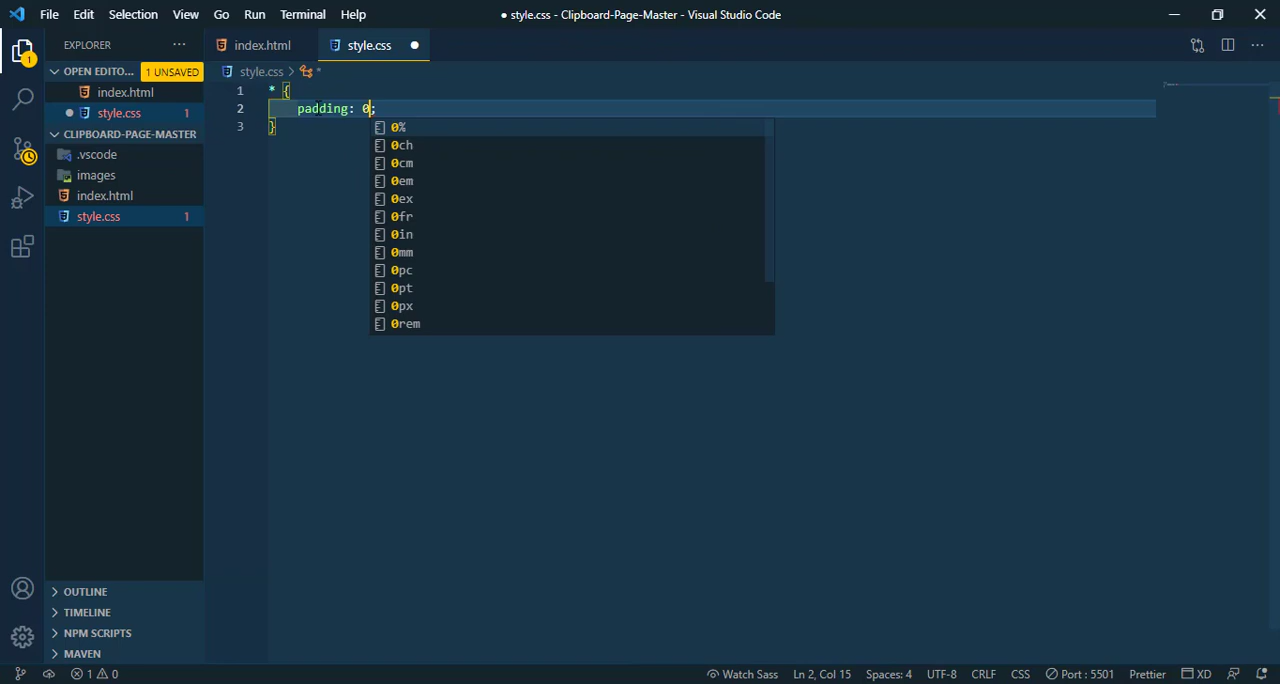 File Edit Selection View Go Run Terminal Help
● style.css - Clipboard-Page-Master - Visual Studio Code
EXPLORER ···
index.html
style.css ●
OPEN EDITO... 1 UNSAVED
index.html
● style.css 1
CLIPBOARD-PAGE-MASTER
.vscode
images
index.html
style.css 1
OUTLINE
TIMELINE
NPM SCRIPTS
MAVEN
1
style.css > *
1 * {
2 padding: 0;
3 }
0%
0ch
0cm
0em
0ex
0fr
0in
0mm
0pc
0pt
0px
0rem
1 0
Watch Sass Ln 2, Col 15 Spaces: 4 UTF-8 CRLF CSS Port : 5501 Prettier XD